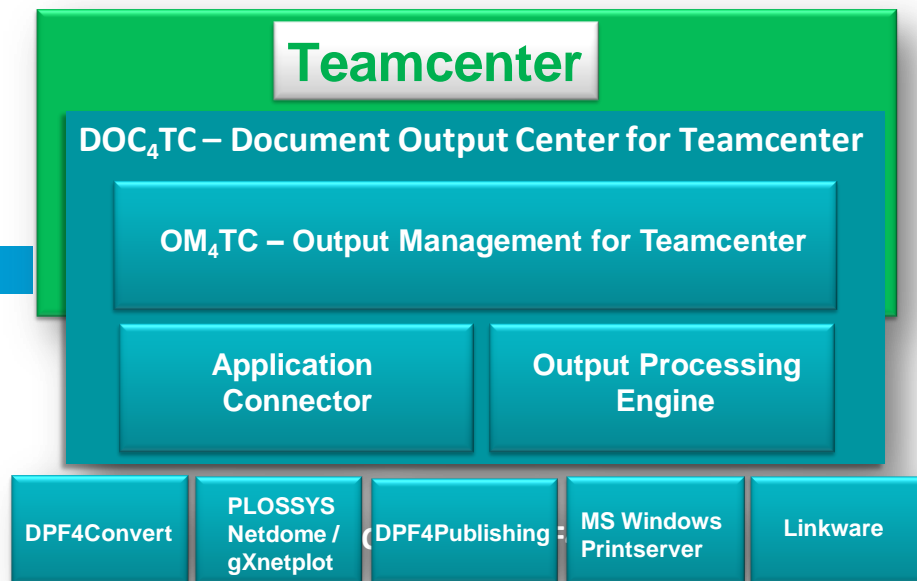 Teamcenter
DOC₄TC – Document Output Center for Teamcenter
OM₄TC – Output Management for Teamcenter
Application
Connector
Output Processing
Engine
DPF4Convert
PLOSSYS
Netdome /
gXnetplot
DPF4Publishing
MS Windows
Printserver
Linkware